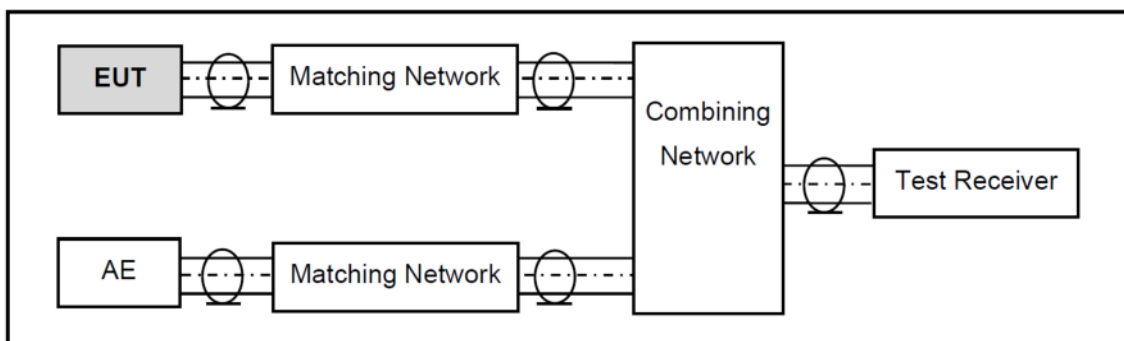 EUT
Matching Network
Combining
Network
Test Receiver
AE
Matching Network